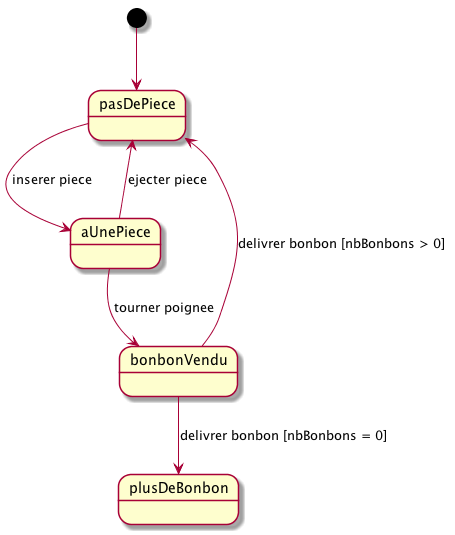 pasDePiece
inserer piece
ejecter piece
aUnePiece
delivrer bonbon [nbBonbons > 0]
tourner poignee
bonbonVendu
delivrer bonbon [nbBonbons = 0]
plusDeBonbon